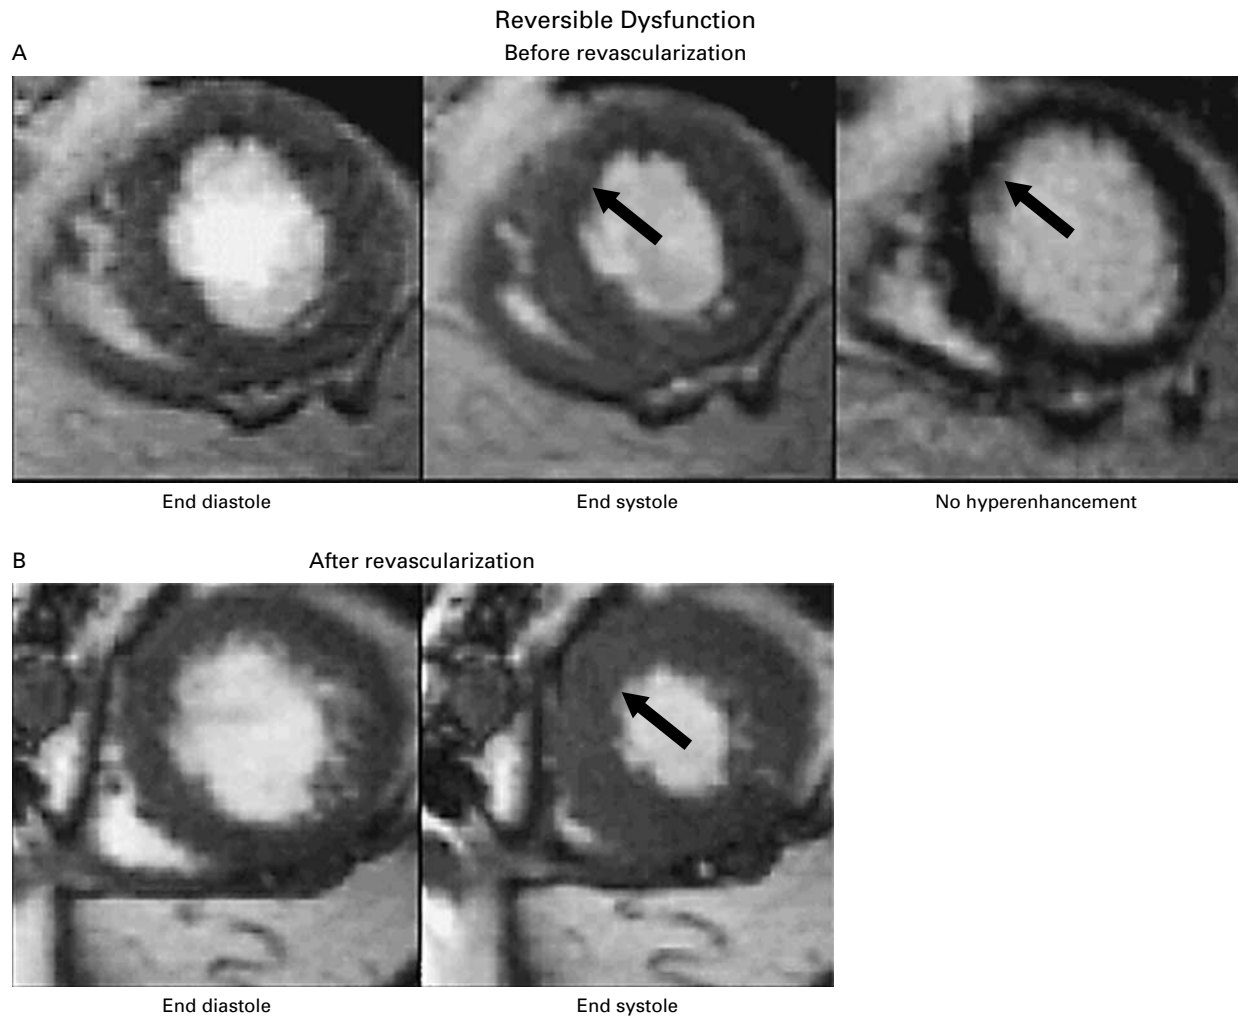 Reversible Dysfunction
A
Before revascularization
End diastole
End systole
No hyperenhancement
B
After revascularization
End diastole
End systole